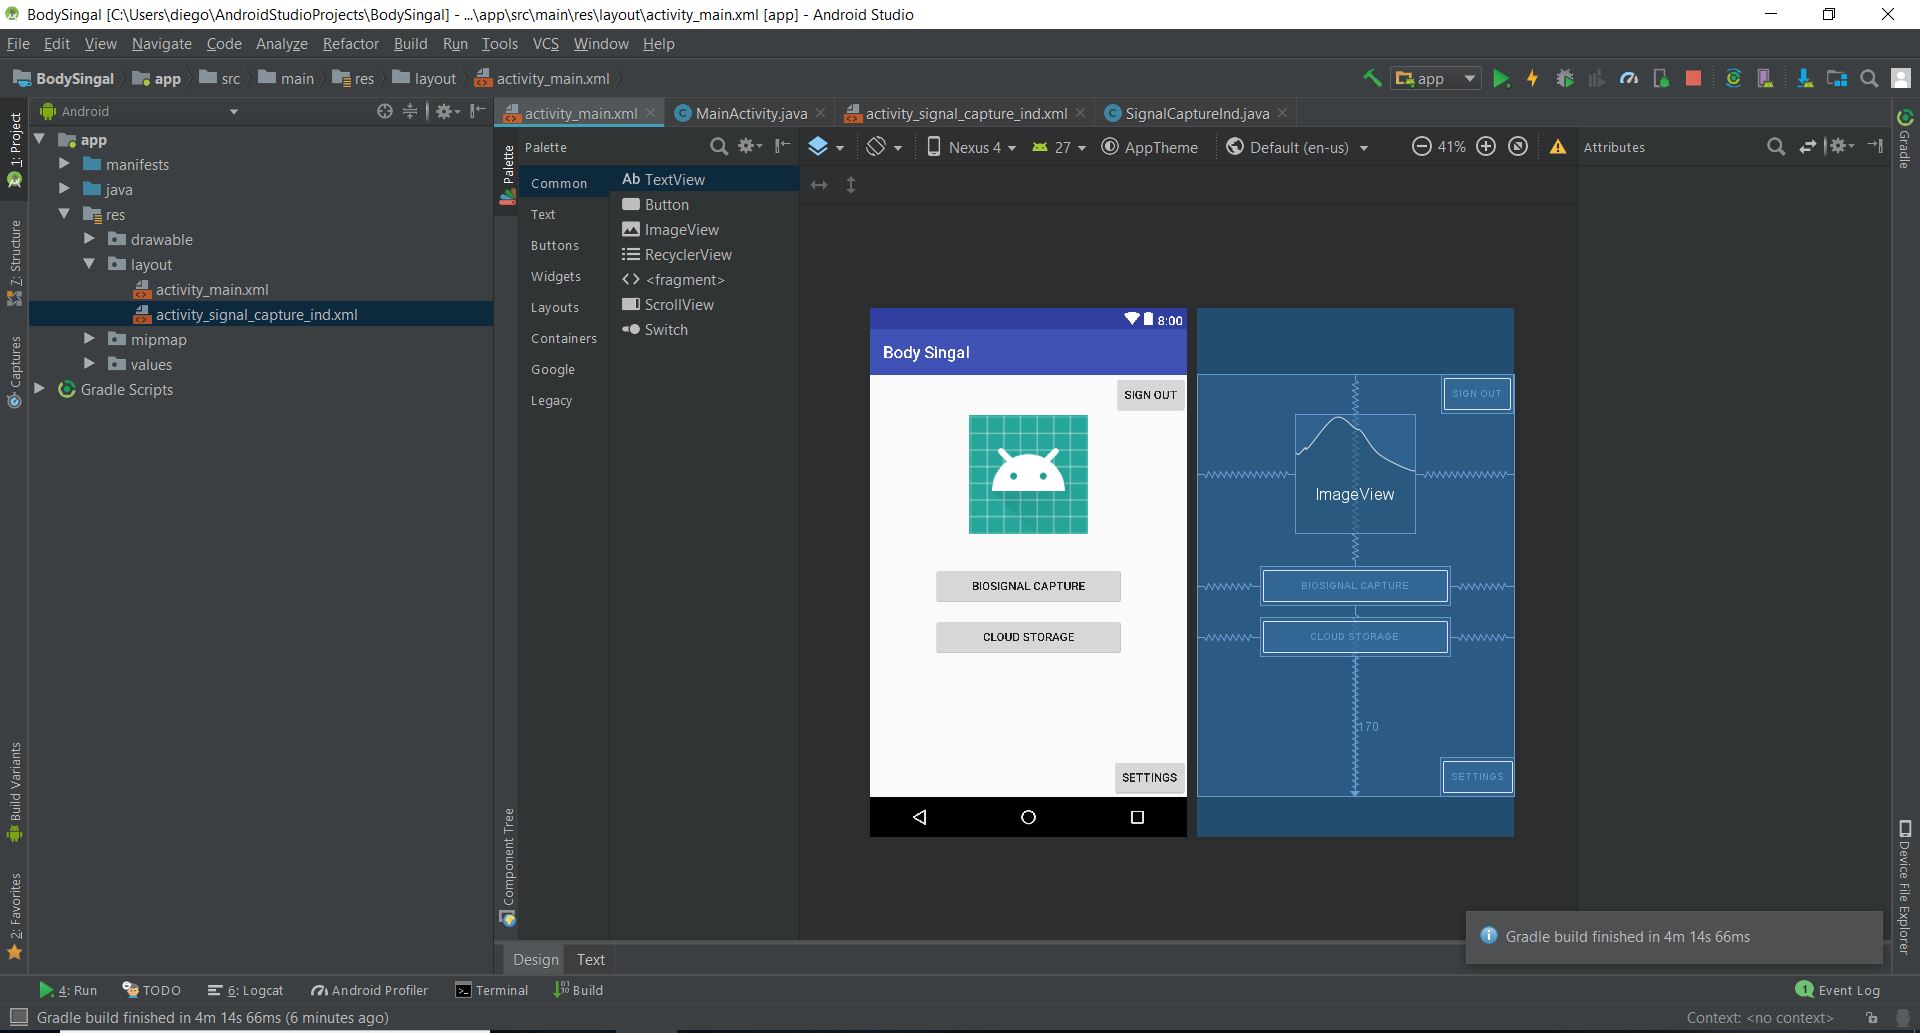 BodySingal [C:\Users\diego\AndroidStudioProjects\BodySingal] - ...\app\src\main\res\layout\activity_main.xml [app] - Android Studio
File Edit View Navigate Code Analyze Refactor Build Run Tools VCS Window Help
BodySingal app src main res layout activity_main.xml
app
Android
activity_main.xml MainActivity.java activity_signal_capture_ind.xml SignalCaptureInd.java
1: Project
7: Structure
Captures
Build Variants
2: Favorites
app
manifests
java
res
drawable
layout
activity_main.xml
activity_signal_capture_ind.xml
mipmap
values
Gradle Scripts
Palette
Component Tree
Palette
Common
Text
Buttons
Widgets
Layouts
Containers
Google
Legacy
Ab TextView
Button
ImageView
RecyclerView
<fragment>
ScrollView
Switch
Nexus 4 27 AppTheme Default (en-us) 41%
8:00
Body Singal
SIGN OUT
BIOSIGNAL CAPTURE
CLOUD STORAGE
SETTINGS
SIGN OUT
ImageView
BIOSIGNAL CAPTURE
CLOUD STORAGE
170
SETTINGS
Attributes
Gradle
Device File Explorer
Gradle build finished in 4m 14s 66ms
Design Text
4: Run TODO 6: Logcat Android Profiler Terminal Build
1 Event Log
Gradle build finished in 4m 14s 66ms (6 minutes ago)
Context: <no context>